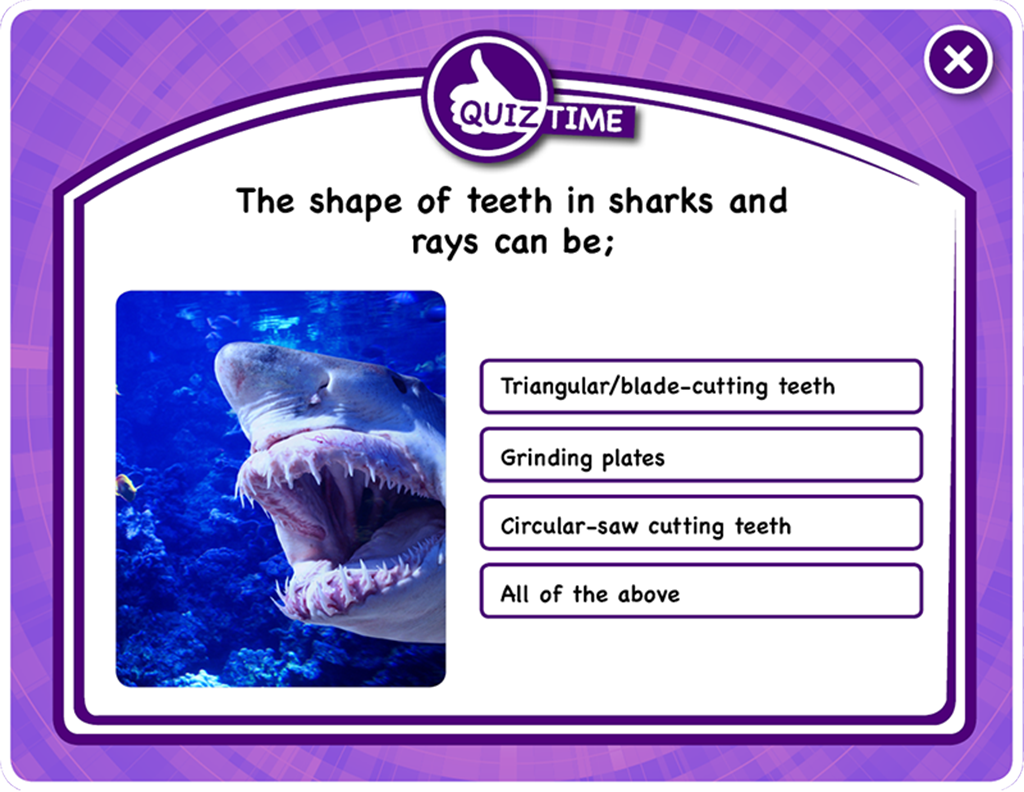 QUIZ TIME
The shape of teeth in sharks and
rays can be;
Triangular/blade-cutting teeth
Grinding plates
Circular-saw cutting teeth
All of the above